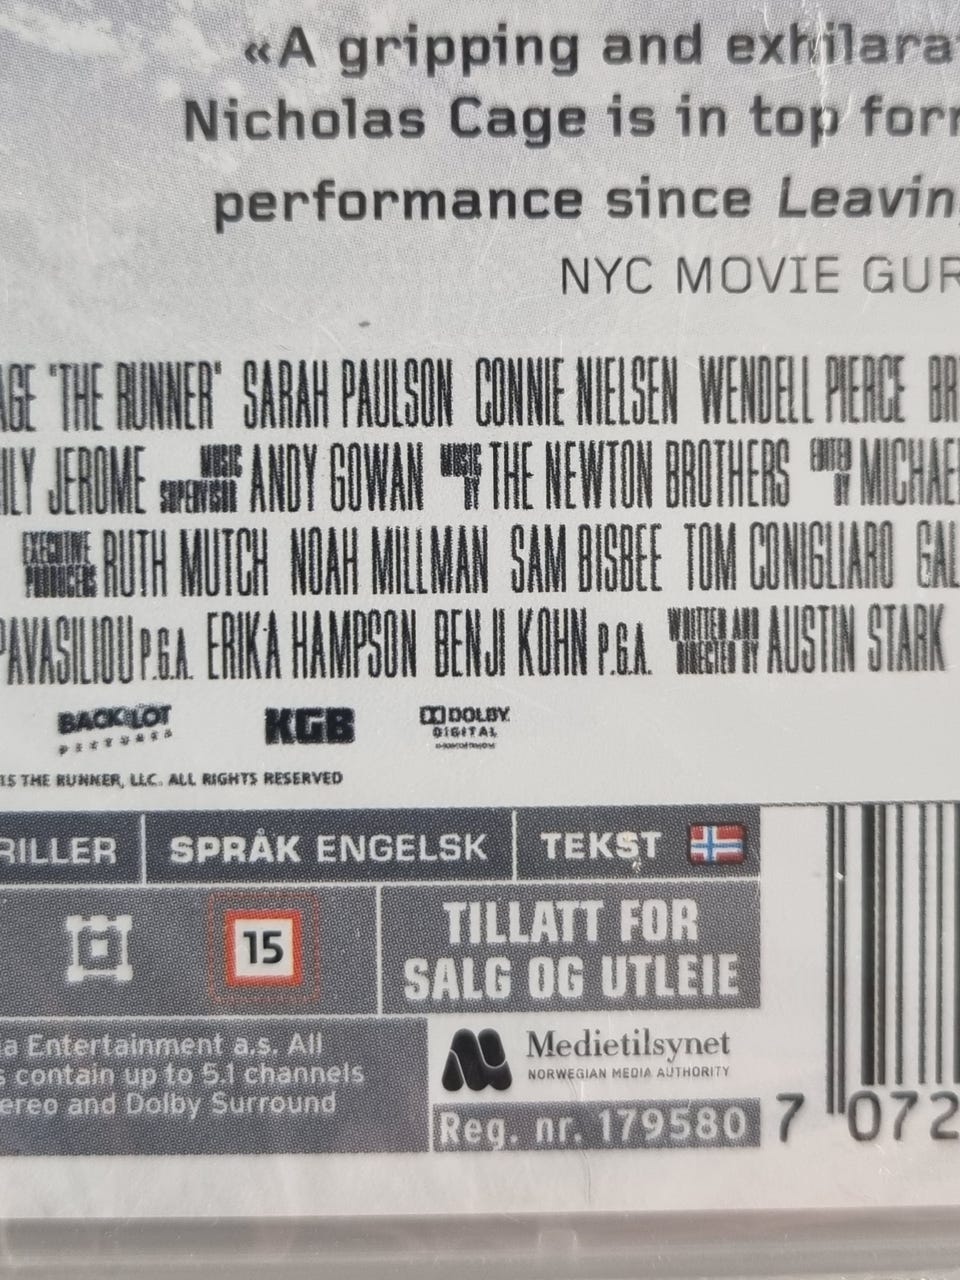 «A gripping and exhilara
Nicholas Cage is in top for
performance since Leavin
NYC MOVIE GUR
AGE "THE RUNNER" SARAH PAULSON CONNIE NIELSEN WENDELL PIERCE BR
ILY JEROME MUSIC SUPERVISOR ANDY GOWAN MUSIC BY THE NEWTON BROTHERS EDITED BY MICHAEL
EXECUTIVE PRODUCERS RUTH MUTCH NOAH MILLMAN SAM BISBEE TOM CONIGLIARO GAL
PAVASILIOU P.G.A. ERIKA HAMPSON BENJI KOHN P.G.A. WRITTEN AND DIRECTED BY AUSTIN STARK
BACKLOT PICTURES KGB DOLBY DIGITAL
15 THE RUNNER, LLC. ALL RIGHTS RESERVED
RILLER SPRÅK ENGELSK TEKST
15 TILLATT FOR
SALG OG UTLEIE
a Entertainment a.s. All
s contain up to 5.1 channels
ereo and Dolby Surround
Medietilsynet
NORWEGIAN MEDIA AUTHORITY
Reg. nr. 179580
7 072